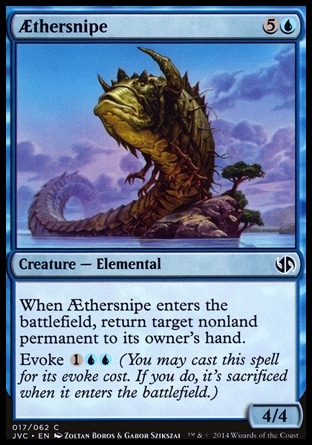 Æthersnipe 5
Creature — Elemental
When Æthersnipe enters the
battlefield, return target nonland
permanent to its owner's hand.
Evoke 1 (You may cast this spell
for its evoke cost. If you do, it's sacrificed
when it enters the battlefield.)
4/4
017/062 C
JVC • EN Zoltan Boros & Gabor Szikszai ™ & © 2014 Wizards of the Coast